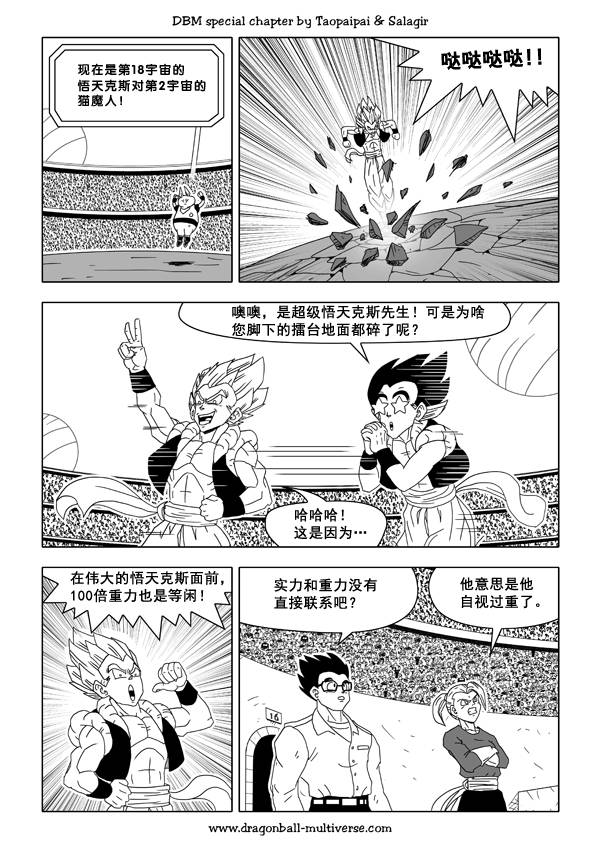 DBM special chapter by Taopaipai & Salagir
现在是第18宇宙的
悟天克斯对第2宇宙的
猫魔人！
哒哒哒哒!!
噢噢，是超级悟天克斯先生！可是为啥
您脚下的擂台地面都碎了呢？
哈哈哈！
这是因为…
在伟大的悟天克斯面前，
100倍重力也是等闲！
实力和重力没有
直接联系吧？
他意思是他
自视过重了。
16
www.dragonball-multiverse.com